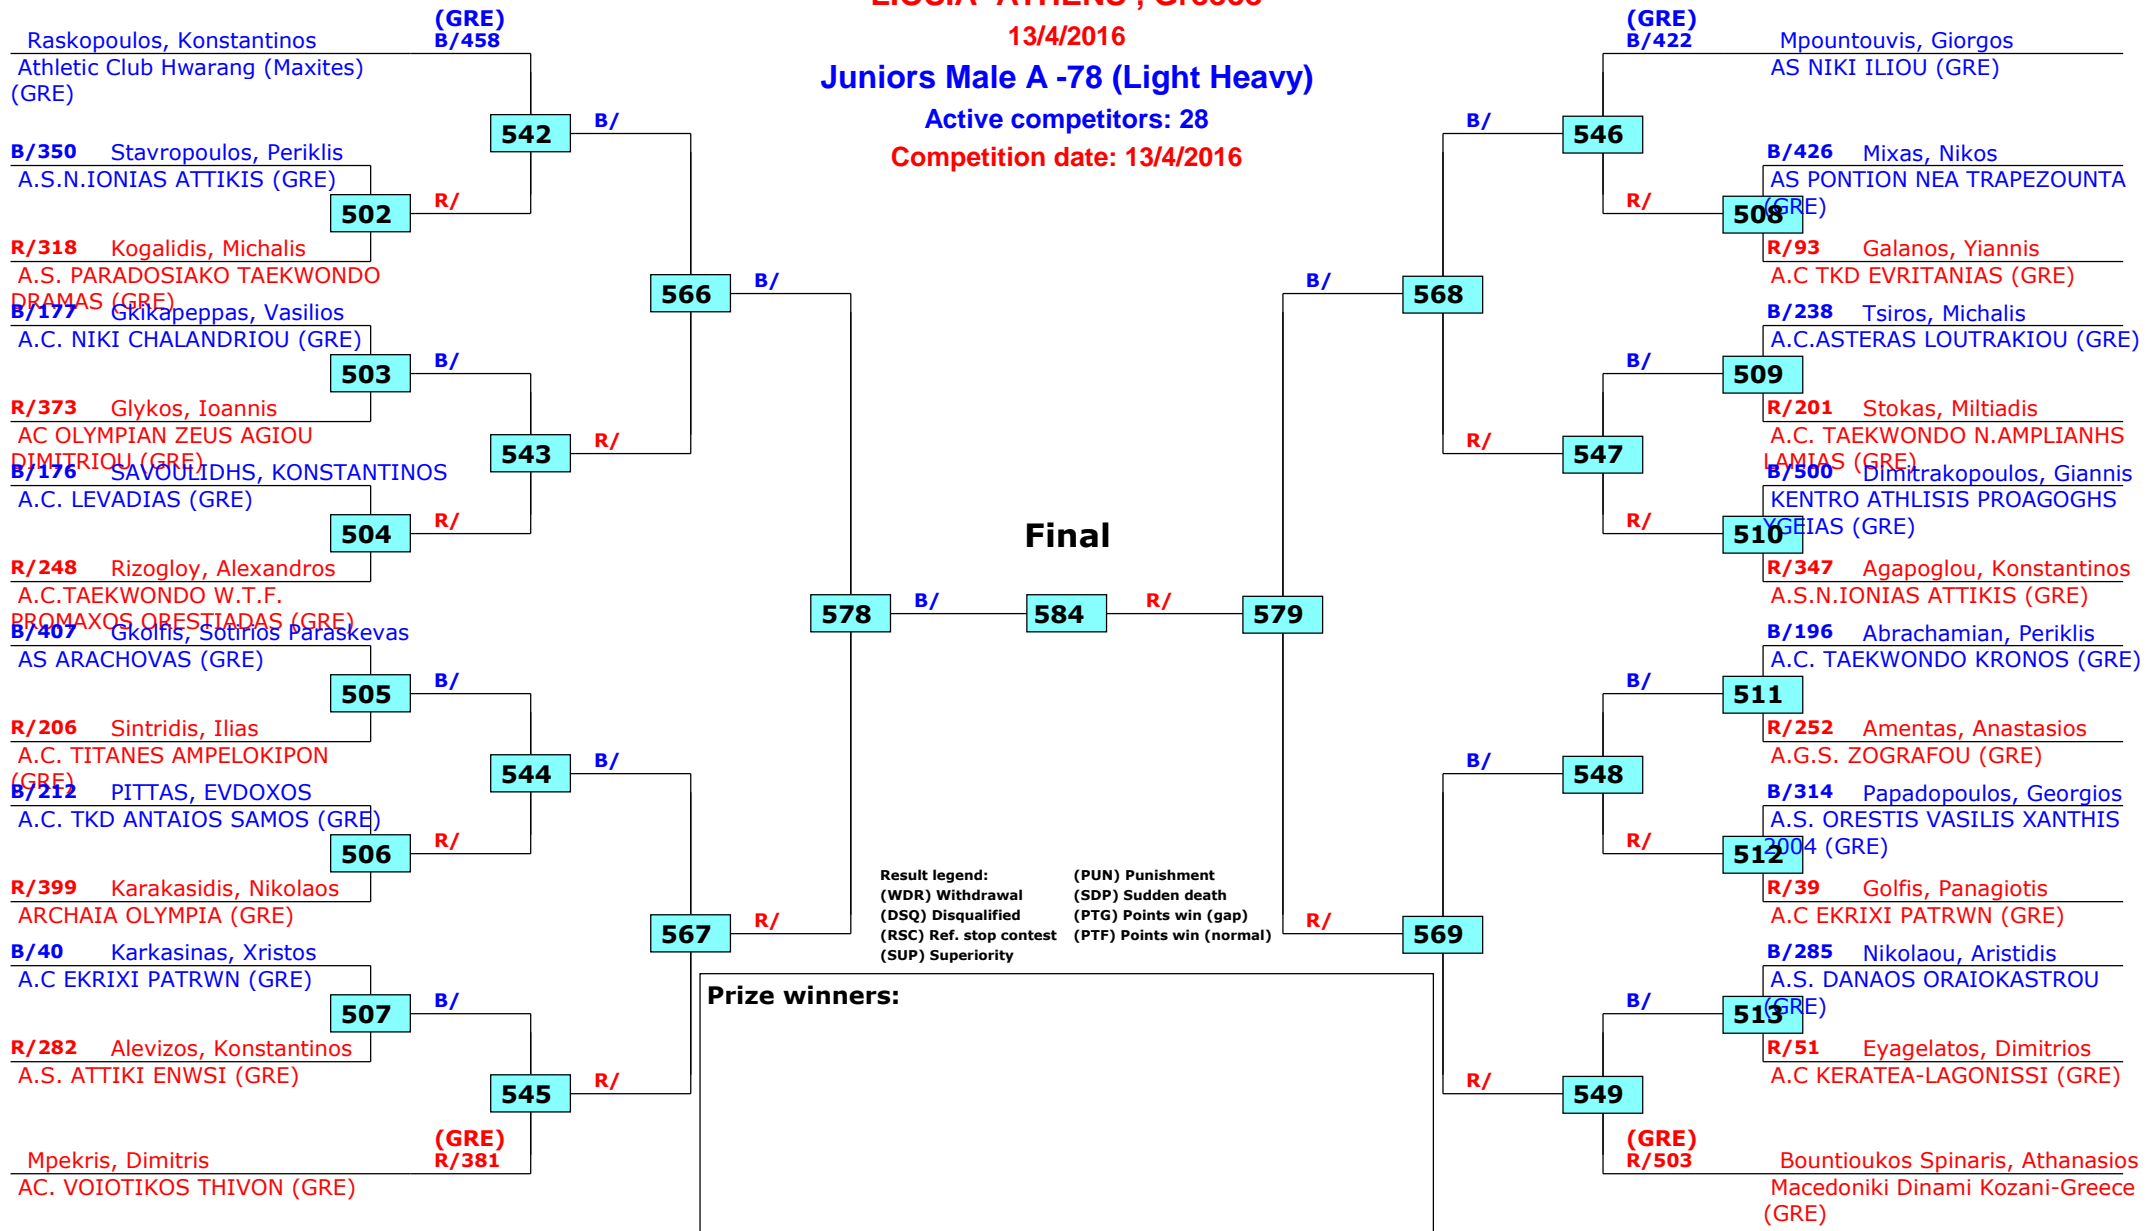 LIOSIA- ATHENS , Greece
13/4/2016
Juniors Male A -78 (Light Heavy)
Active competitors: 28
Competition date: 13/4/2016
(GRE)
Raskopoulos, Konstantinos B/458
Athletic Club Hwarang (Maxites)
(GRE)
542
B/
B/350 Stavropoulos, Periklis
A.S.N.IONIAS ATTIKIS (GRE)
502
R/
R/318 Kogalidis, Michalis
A.S. PARADOSIAKO TAEKWONDO
DRAMAS (GRE)
566
B/
B/177 Gkikapeppas, Vasilios
A.C. NIKI CHALANDRIOU (GRE)
503
B/
R/373 Glykos, Ioannis
AC OLYMPIAN ZEUS AGIOU
DIMITRIOU (GRE)
543
R/
B/176 SAVOULIDHS, KONSTANTINOS
A.C. LEVADIAS (GRE)
504
R/
R/248 Rizogloy, Alexandros
A.C.TAEKWONDO W.T.F.
PROMAXOS ORESTIADAS (GRE)
578
B/
B/407 Gkolfis, Sotirios Paraskevas
AS ARACHOVAS (GRE)
505
B/
R/206 Sintridis, Ilias
A.C. TITANES AMPELOKIPON
(GRE)
544
B/
B/212 PITTAS, EVDOXOS
A.C. TKD ANTAIOS SAMOS (GRE)
506
R/
R/399 Karakasidis, Nikolaos
ARCHAIA OLYMPIA (GRE)
567
R/
B/40 Karkasinas, Xristos
A.C EKRIXI PATRWN (GRE)
507
B/
R/282 Alevizos, Konstantinos
A.S. ATTIKI ENWSI (GRE)
545
R/
(GRE)
Mpekris, Dimitris R/381
AC. VOIOTIKOS THIVON (GRE)
Final
584
R/
579
(GRE)
B/422 Mpountouvis, Giorgos
AS NIKI ILIOU (GRE)
B/
546
B/426 Mixas, Nikos
AS PONTION NEA TRAPEZOUNTA
(GRE)
R/
508
R/93 Galanos, Yiannis
A.C TKD EVRITANIAS (GRE)
B/
568
B/238 Tsiros, Michalis
A.C.ASTERAS LOUTRAKIOU (GRE)
B/
509
R/201 Stokas, Miltiadis
A.C. TAEKWONDO N.AMPLIANHS
LAMIAS (GRE)
R/
547
B/500 Dimitrakopoulos, Giannis
KENTRO ATHLISIS PROAGOGHS
YGEIAS (GRE)
R/
510
R/347 Agapoglou, Konstantinos
A.S.N.IONIAS ATTIKIS (GRE)
B/196 Abrachamian, Periklis
A.C. TAEKWONDO KRONOS (GRE)
B/
511
R/252 Amentas, Anastasios
A.G.S. ZOGRAFOU (GRE)
B/
548
B/314 Papadopoulos, Georgios
A.S. ORESTIS VASILIS XANTHIS
2004 (GRE)
R/
512
R/39 Golfis, Panagiotis
A.C EKRIXI PATRWN (GRE)
R/
569
B/285 Nikolaou, Aristidis
A.S. DANAOS ORAIOKASTROU
(GRE)
B/
513
R/51 Eyagelatos, Dimitrios
A.C KERATEA-LAGONISSI (GRE)
R/
549
(GRE)
R/503 Bountioukos Spinaris, Athanasios
Macedoniki Dinami Kozani-Greece
(GRE)
Result legend: (PUN) Punishment
(WDR) Withdrawal (SDP) Sudden death
(DSQ) Disqualified (PTG) Points win (gap)
(RSC) Ref. stop contest (PTF) Points win (normal)
(SUP) Superiority
Prize winners: